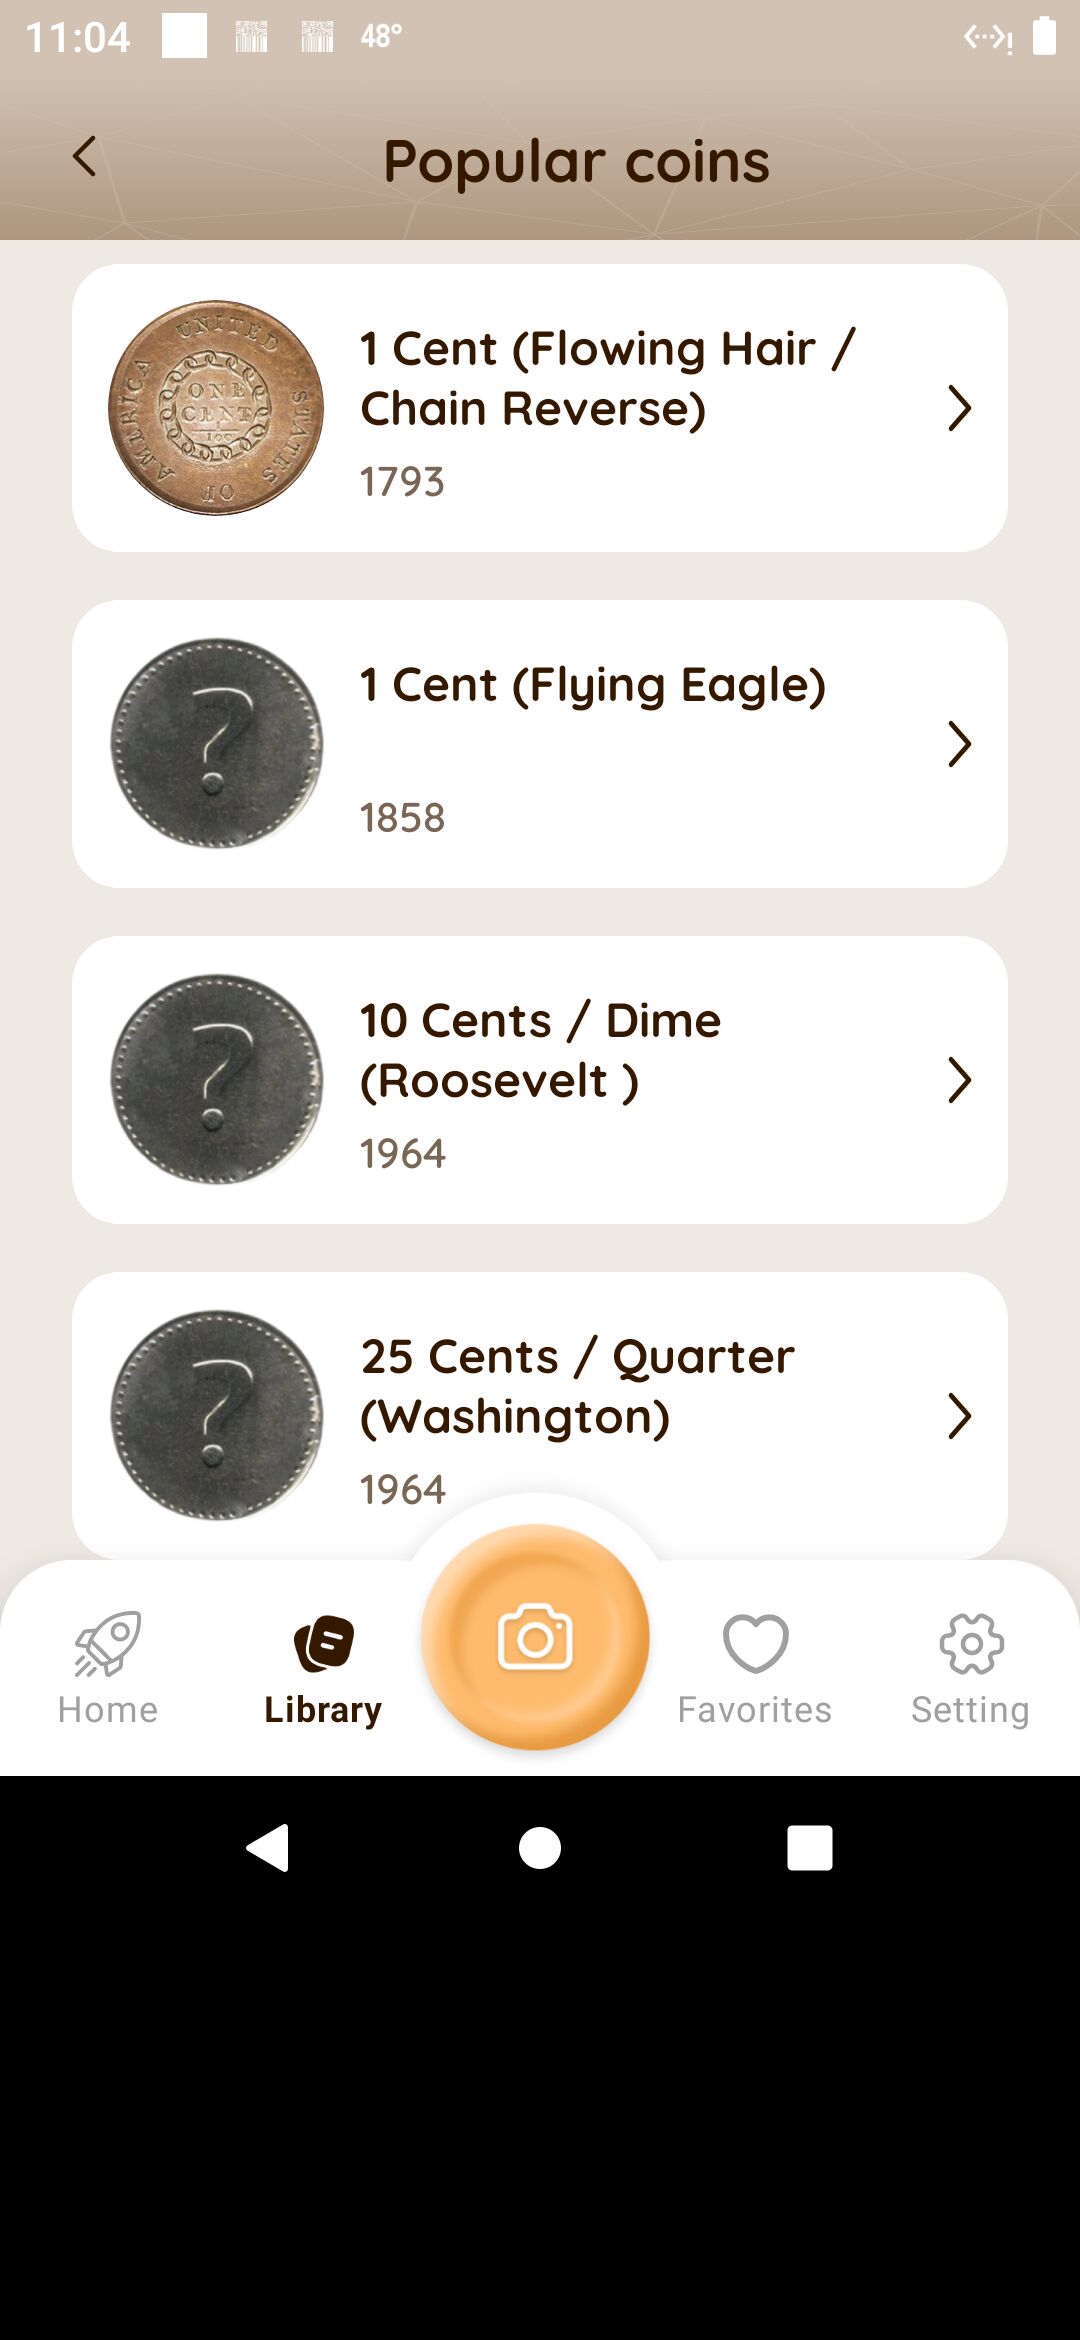 11:04 48°
Popular coins
UNITED
STATES
OF
AMERICA
ONE
CENT
1
100
1 Cent (Flowing Hair /
Chain Reverse)
1793
?
1 Cent (Flying Eagle)
1858
?
10 Cents / Dime
(Roosevelt )
1964
?
25 Cents / Quarter
(Washington)
1964
Home
Library
Favorites
Setting